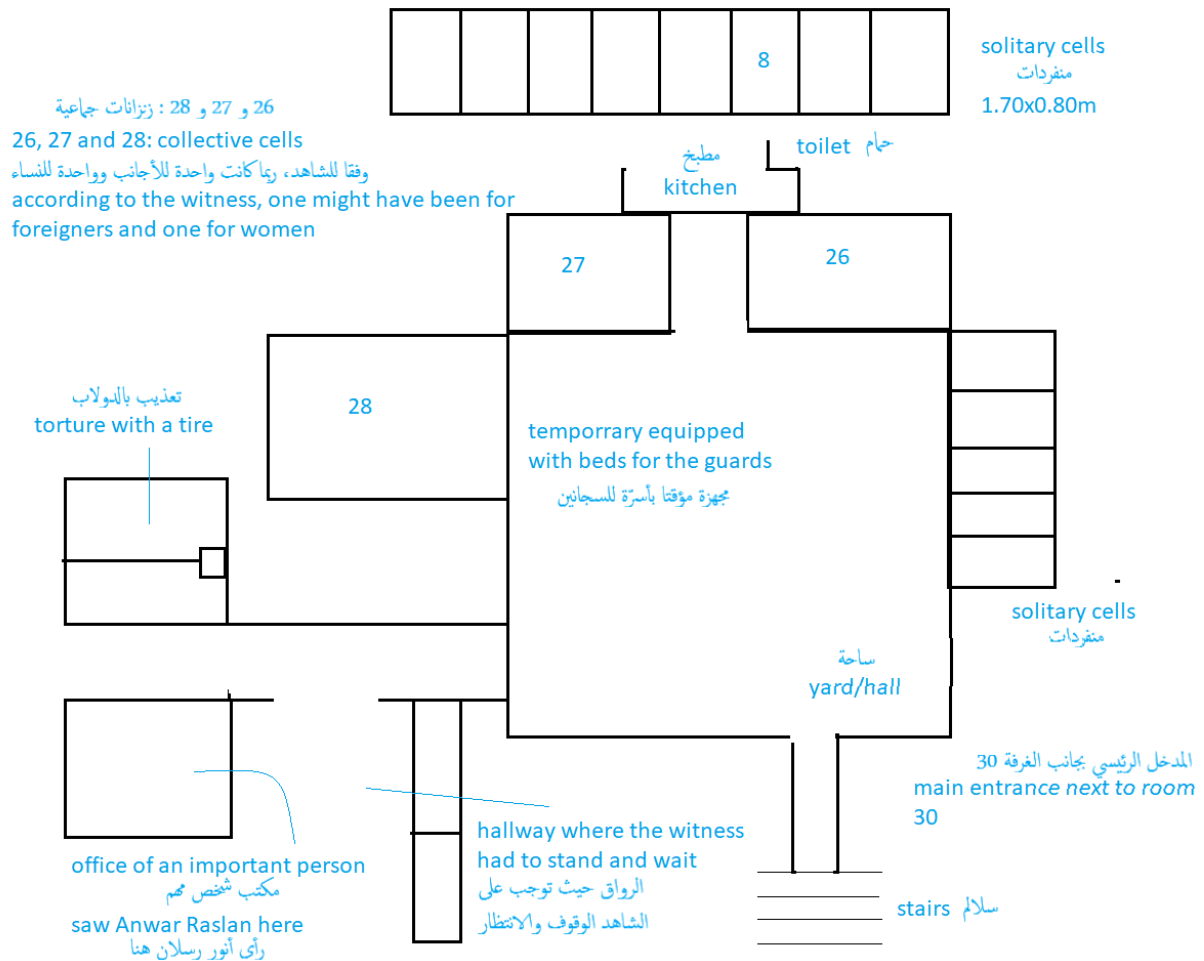 8
solitary cells
منفردات
1.70x0.80m
26 و 27 و 28 : زنزانات جماعية
26, 27 and 28: collective cells
وفقا للشاهد، ربما كانت واحدة للأجانب وواحدة للنساء
according to the witness, one might have been for
foreigners and one for women
toilet حمام
مطبخ
kitchen
27
26
28
تعذيب بالدولاب
torture with a tire
temporrary equipped
with beds for the guards
مجهزة مؤقتا بأسرّة للسجانين
solitary cells
منفردات
ساحة
yard/hall
المدخل الرئيسي بجانب الغرفة 30
main entrance next to room
30
hallway where the witness
had to stand and wait
الرواق حيث توجب على
الشاهد الوقوف والانتظار
office of an important person
مكتب شخص مهم
saw Anwar Raslan here
رأى أنور رسلان هنا
stairs سلالم